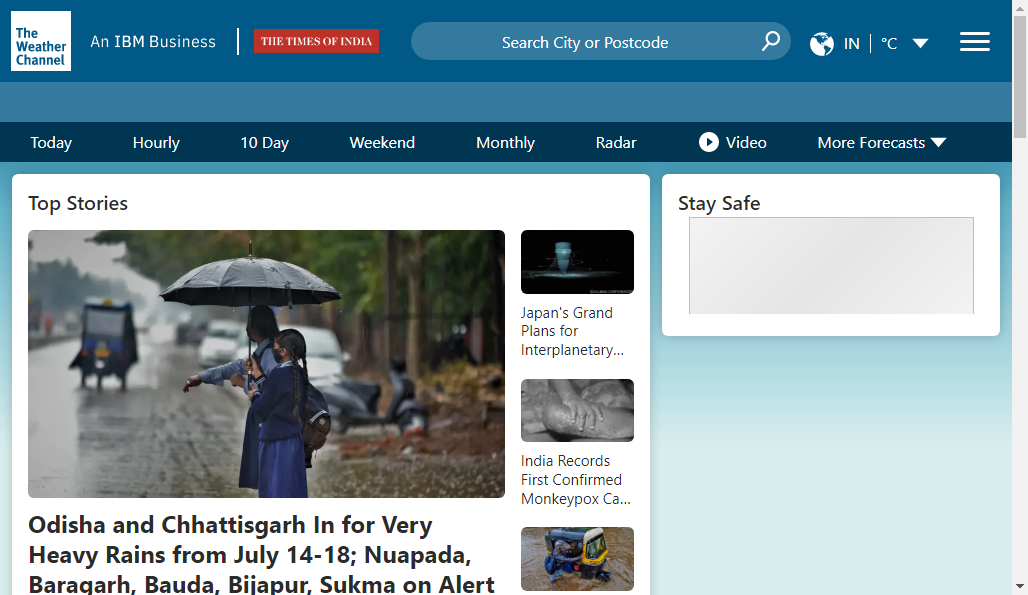 The
Weather
Channel
An IBM Business
THE TIMES OF INDIA
Search City or Postcode
IN
°C
Today
Hourly
10 Day
Weekend
Monthly
Radar
Video
More Forecasts
Top Stories
Odisha and Chhattisgarh In for Very
Heavy Rains from July 14-18; Nuapada,
Baragarh, Bauda, Bijapur, Sukma on Alert
Japan's Grand
Plans for
Interplanetary...
India Records
First Confirmed
Monkeypox Ca...
Stay Safe